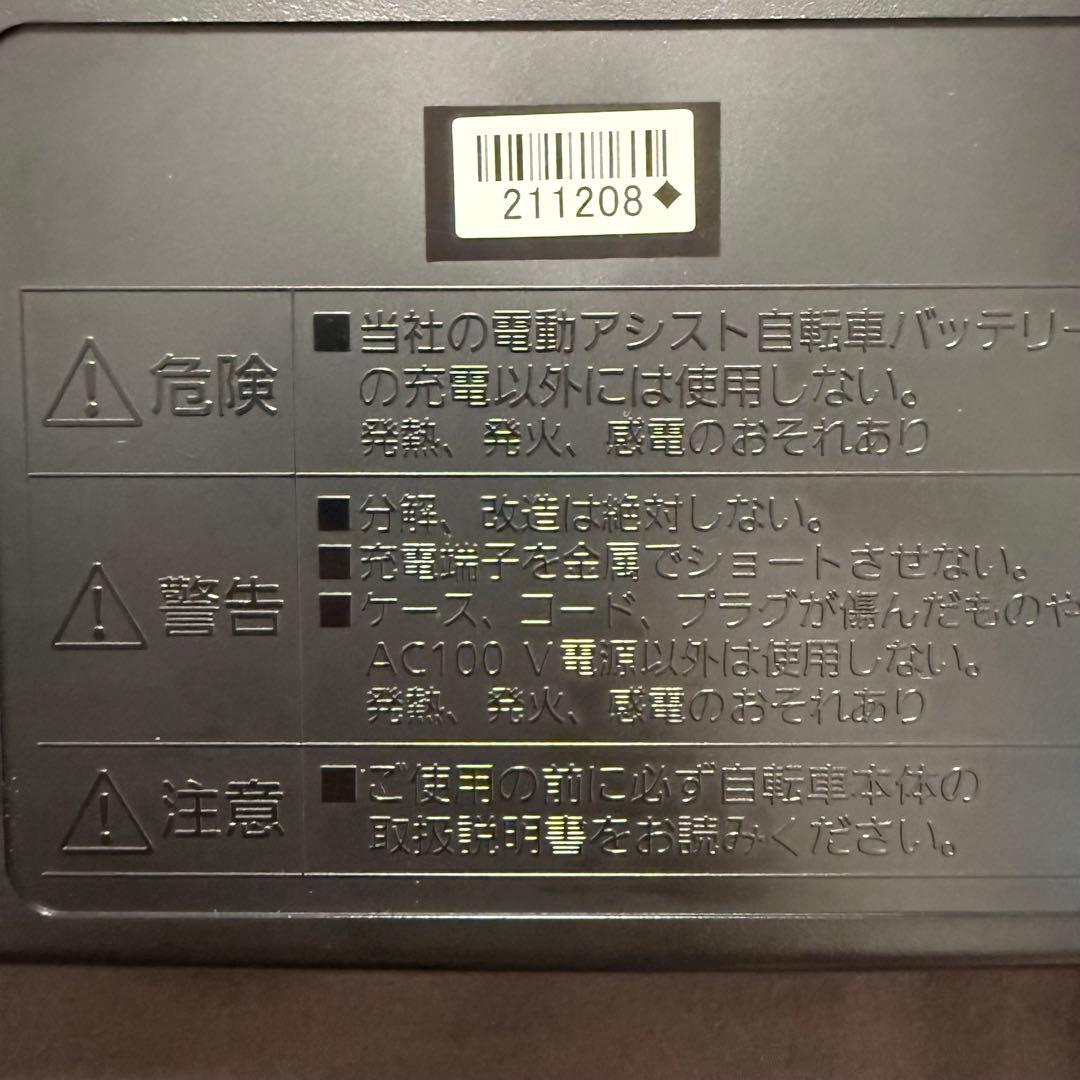 211208◆
危険
■当社の電動アシスト自転車バッテリー
の充電以外には使用しない。
発熱、発火、感電のおそれあり
警告
■分解、改造は絶対しない。
■充電端子を金属でショートさせない。
■ケース、コード、プラグが傷んだものや
AC100 V電源以外は使用しない。
発熱、発火、感電のおそれあり
注意
■ご使用の前に必ず自転車本体の
取扱説明書をお読みください。